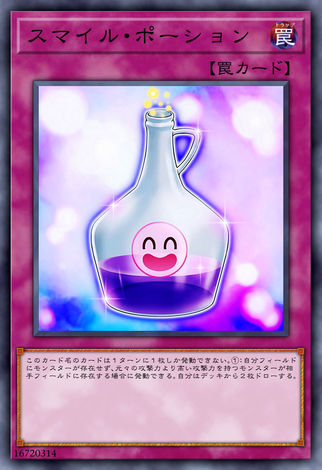 スマイル・ポーション
トラップ
罠
【罠カード】
このカード名のカードは１ターンに１枚しか発動できない。①：自分フィールド
にモンスターが存在せず、元々の攻撃力より高い攻撃力を持つモンスターが相
手フィールドに存在する場合に発動できる。自分はデッキから２枚ドローする。
16720314